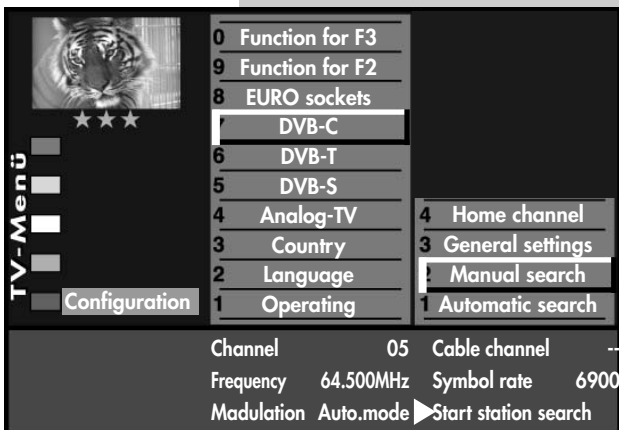 0 Function for F3
9 Function for F2
8 EURO sockets
7 DVB-C
6 DVB-T
5 DVB-S
4 Analog-TV
3 Country
2 Language
1 Operating
TV-Menü
Configuration
4 Home channel
3 General settings
2 Manual search
1 Automatic search
Channel 05 Cable channel --
Frequency 64.500MHz Symbol rate 6900
Madulation Auto.mode Start station search